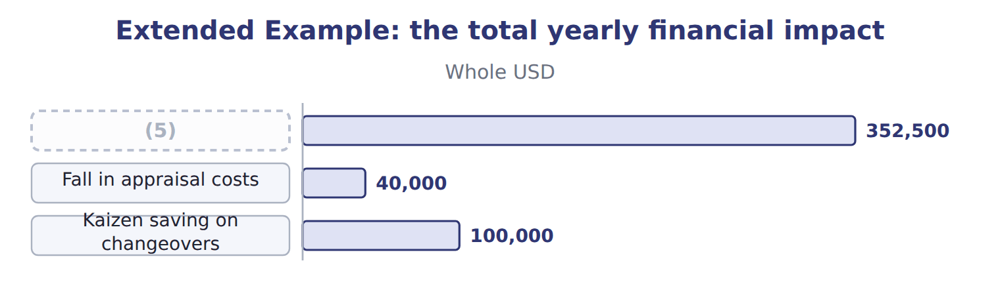 Extended Example: the total yearly financial impact
Whole USD
(5)
352,500
Fall in appraisal costs
40,000
Kaizen saving on
changeovers
100,000